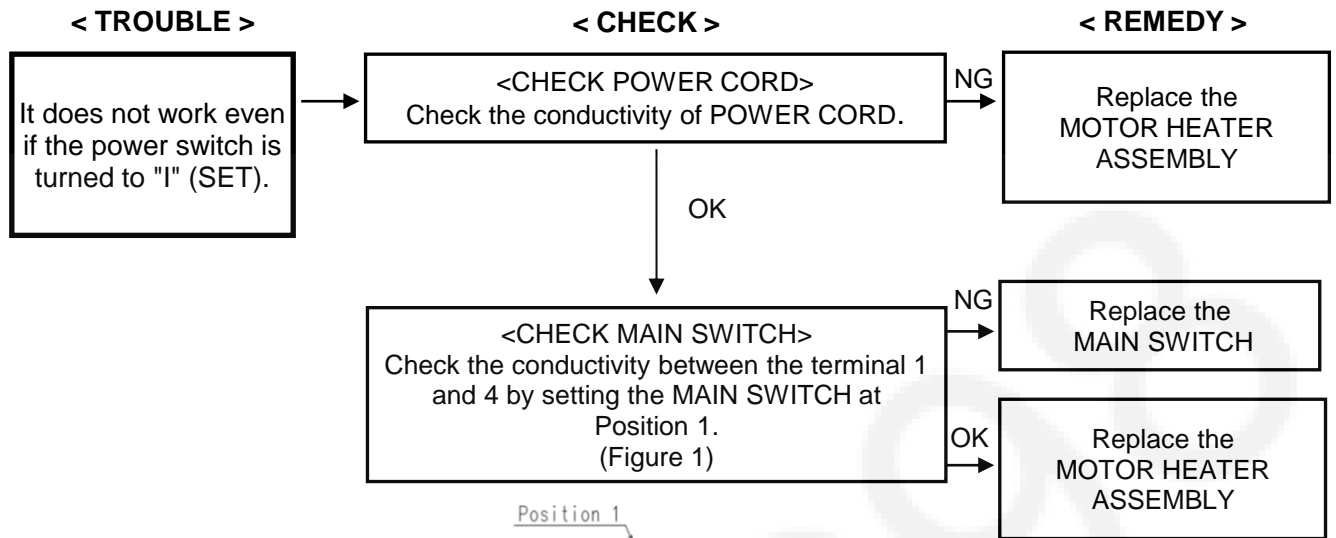 < TROUBLE >
< CHECK >
< REMEDY >
It does not work even
if the power switch is
turned to "I" (SET).
<CHECK POWER CORD>
Check the conductivity of POWER CORD.
NG
Replace the
MOTOR HEATER
ASSEMBLY
OK
<CHECK MAIN SWITCH>
Check the conductivity between the terminal 1
and 4 by setting the MAIN SWITCH at
Position 1.
(Figure 1)
NG
Replace the
MAIN SWITCH
OK
Replace the
MOTOR HEATER
ASSEMBLY
Position 1